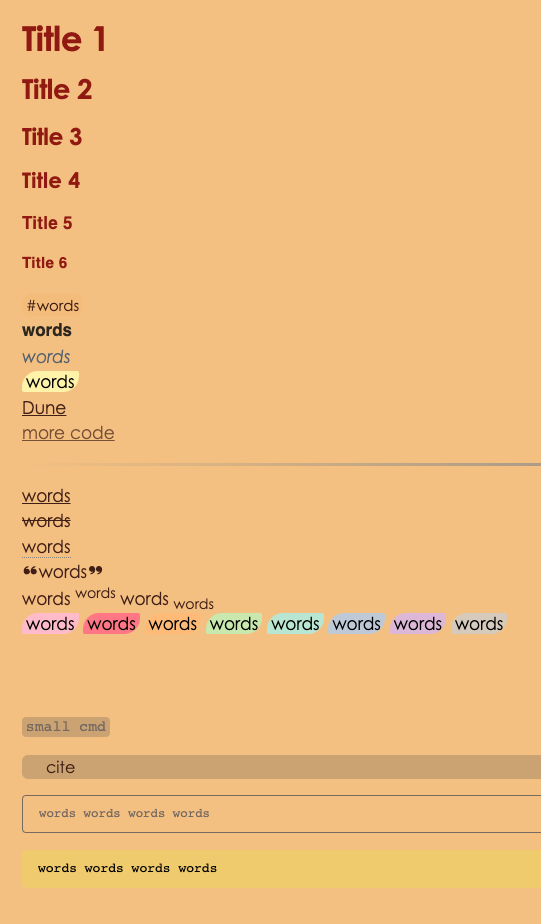 Title 1
Title 2
Title 3
Title 4
Title 5
Title 6
#words
words
words
words
Dune
more code
words
words
words
❝words❞
words words words words
words words words words words words words words
small cmd
cite
words words words words
words words words words